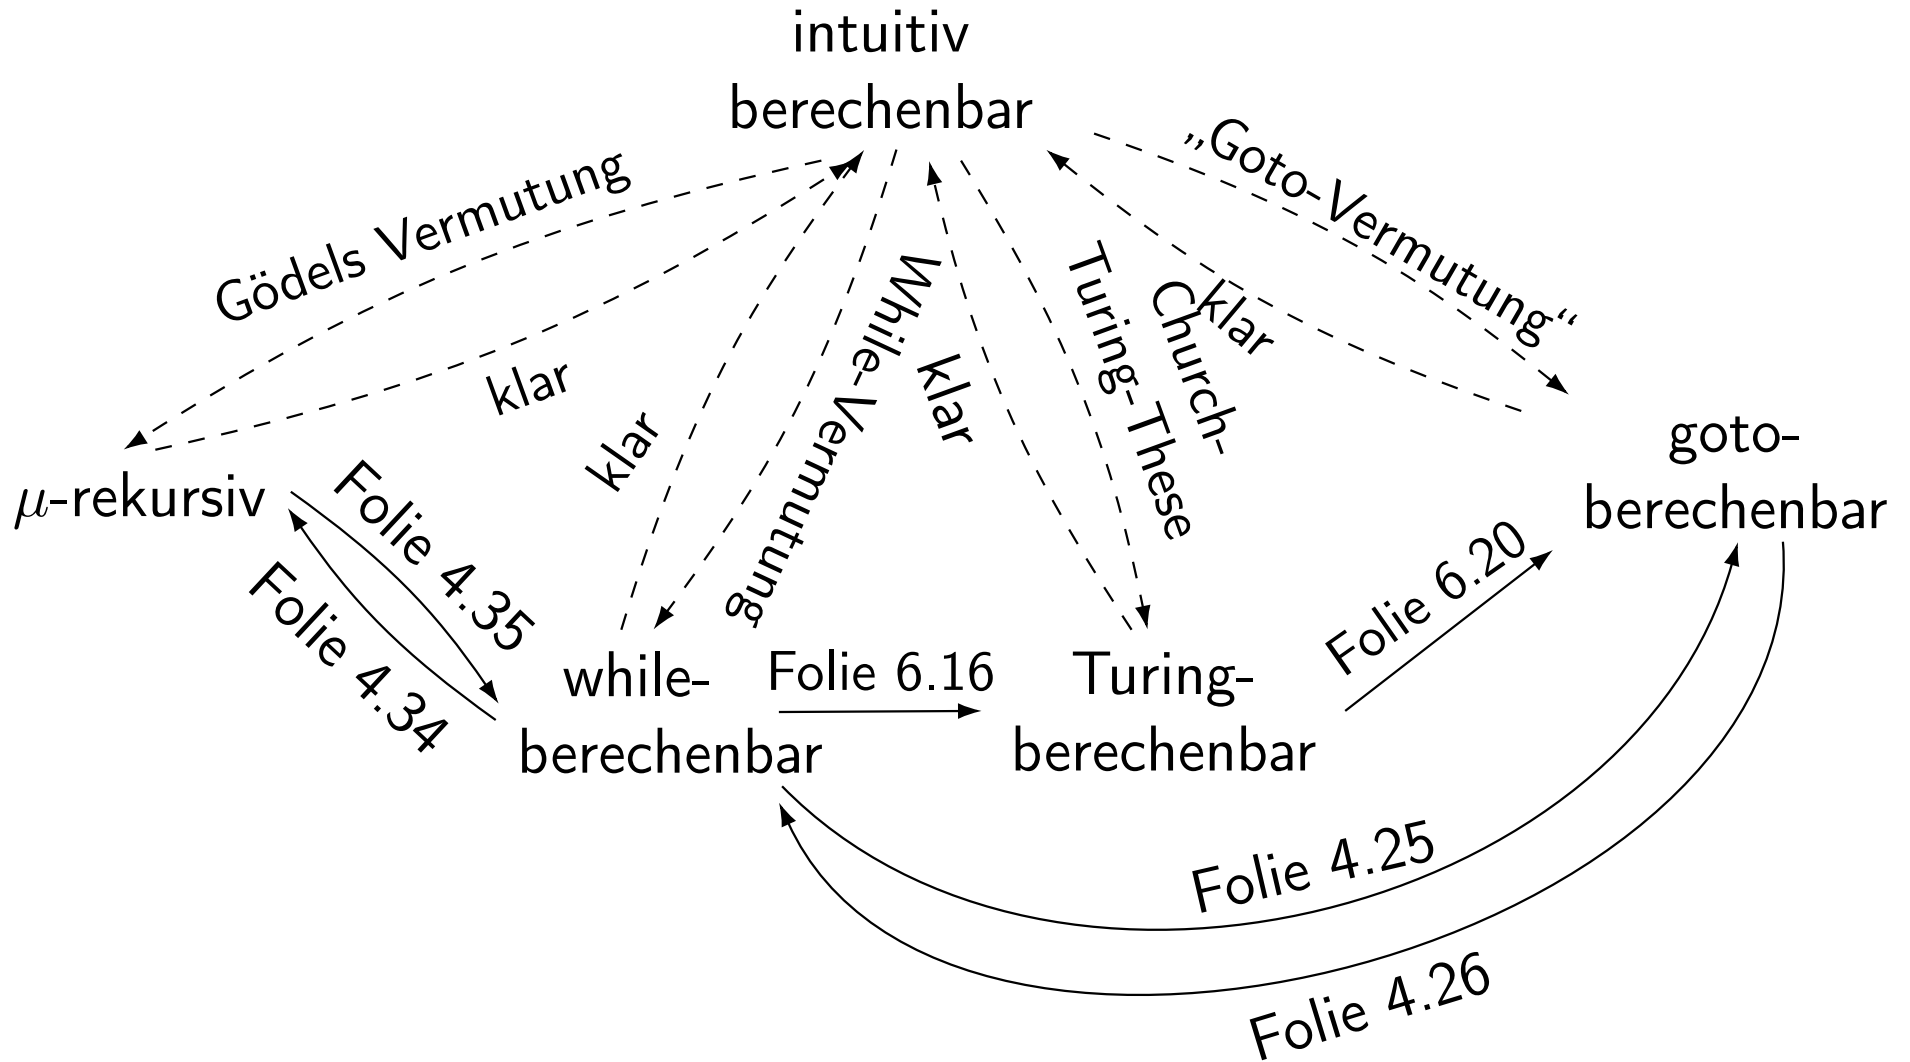 intuitiv
berechenbar
Gödels Vermutung
„Goto-Vermutung“
klar
klar
While-Vermutung
klar
Church-
Turing-These
klar
μ-rekursiv
goto-
berechenbar
Folie 4.35
Folie 4.34
while-
berechenbar
Folie 6.16
Turing-
berechenbar
Folie 6.20
Folie 4.25
Folie 4.26